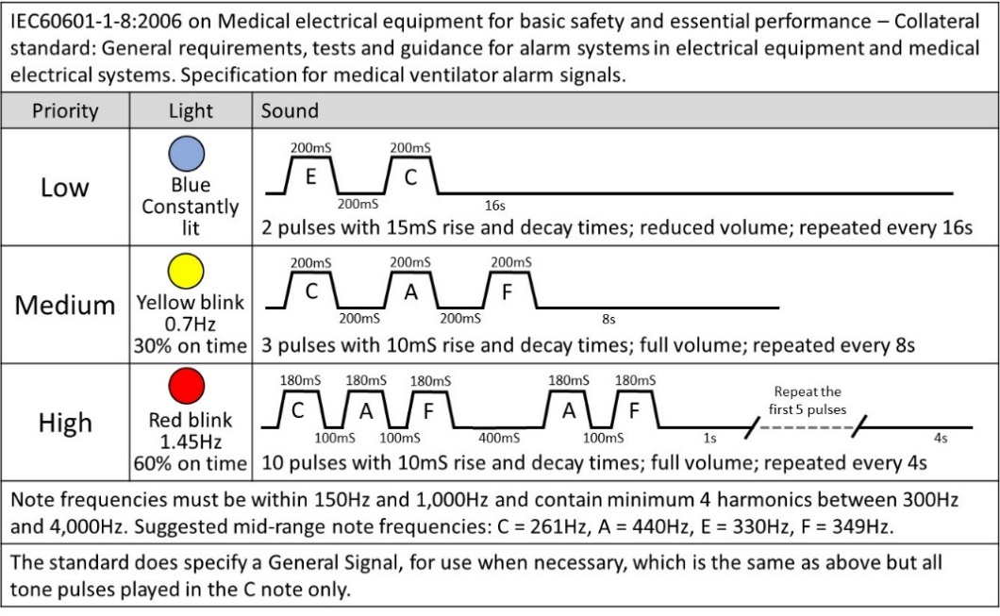 IEC60601-1-8:2006 on Medical electrical equipment for basic safety and essential performance – Collateral
standard: General requirements, tests and guidance for alarm systems in electrical equipment and medical
electrical systems. Specification for medical ventilator alarm signals.
Priority Light Sound
Low
Blue
Constantly
lit
200mS 200mS
E C
200mS 16s
2 pulses with 15mS rise and decay times; reduced volume; repeated every 16s
Medium
Yellow blink
0.7Hz
30% on time
200mS 200mS 200mS
C A F
200mS 200mS 8s
3 pulses with 10mS rise and decay times; full volume; repeated every 8s
High
Red blink
1.45Hz
60% on time
180mS 180mS 180mS 180mS 180mS
C A F A F
Repeat the
first 5 pulses
100mS 100mS 400mS 100mS 1s 4s
10 pulses with 10mS rise and decay times; full volume; repeated every 4s
Note frequencies must be within 150Hz and 1,000Hz and contain minimum 4 harmonics between 300Hz
and 4,000Hz. Suggested mid-range note frequencies: C = 261Hz, A = 440Hz, E = 330Hz, F = 349Hz.
The standard does specify a General Signal, for use when necessary, which is the same as above but all
tone pulses played in the C note only.